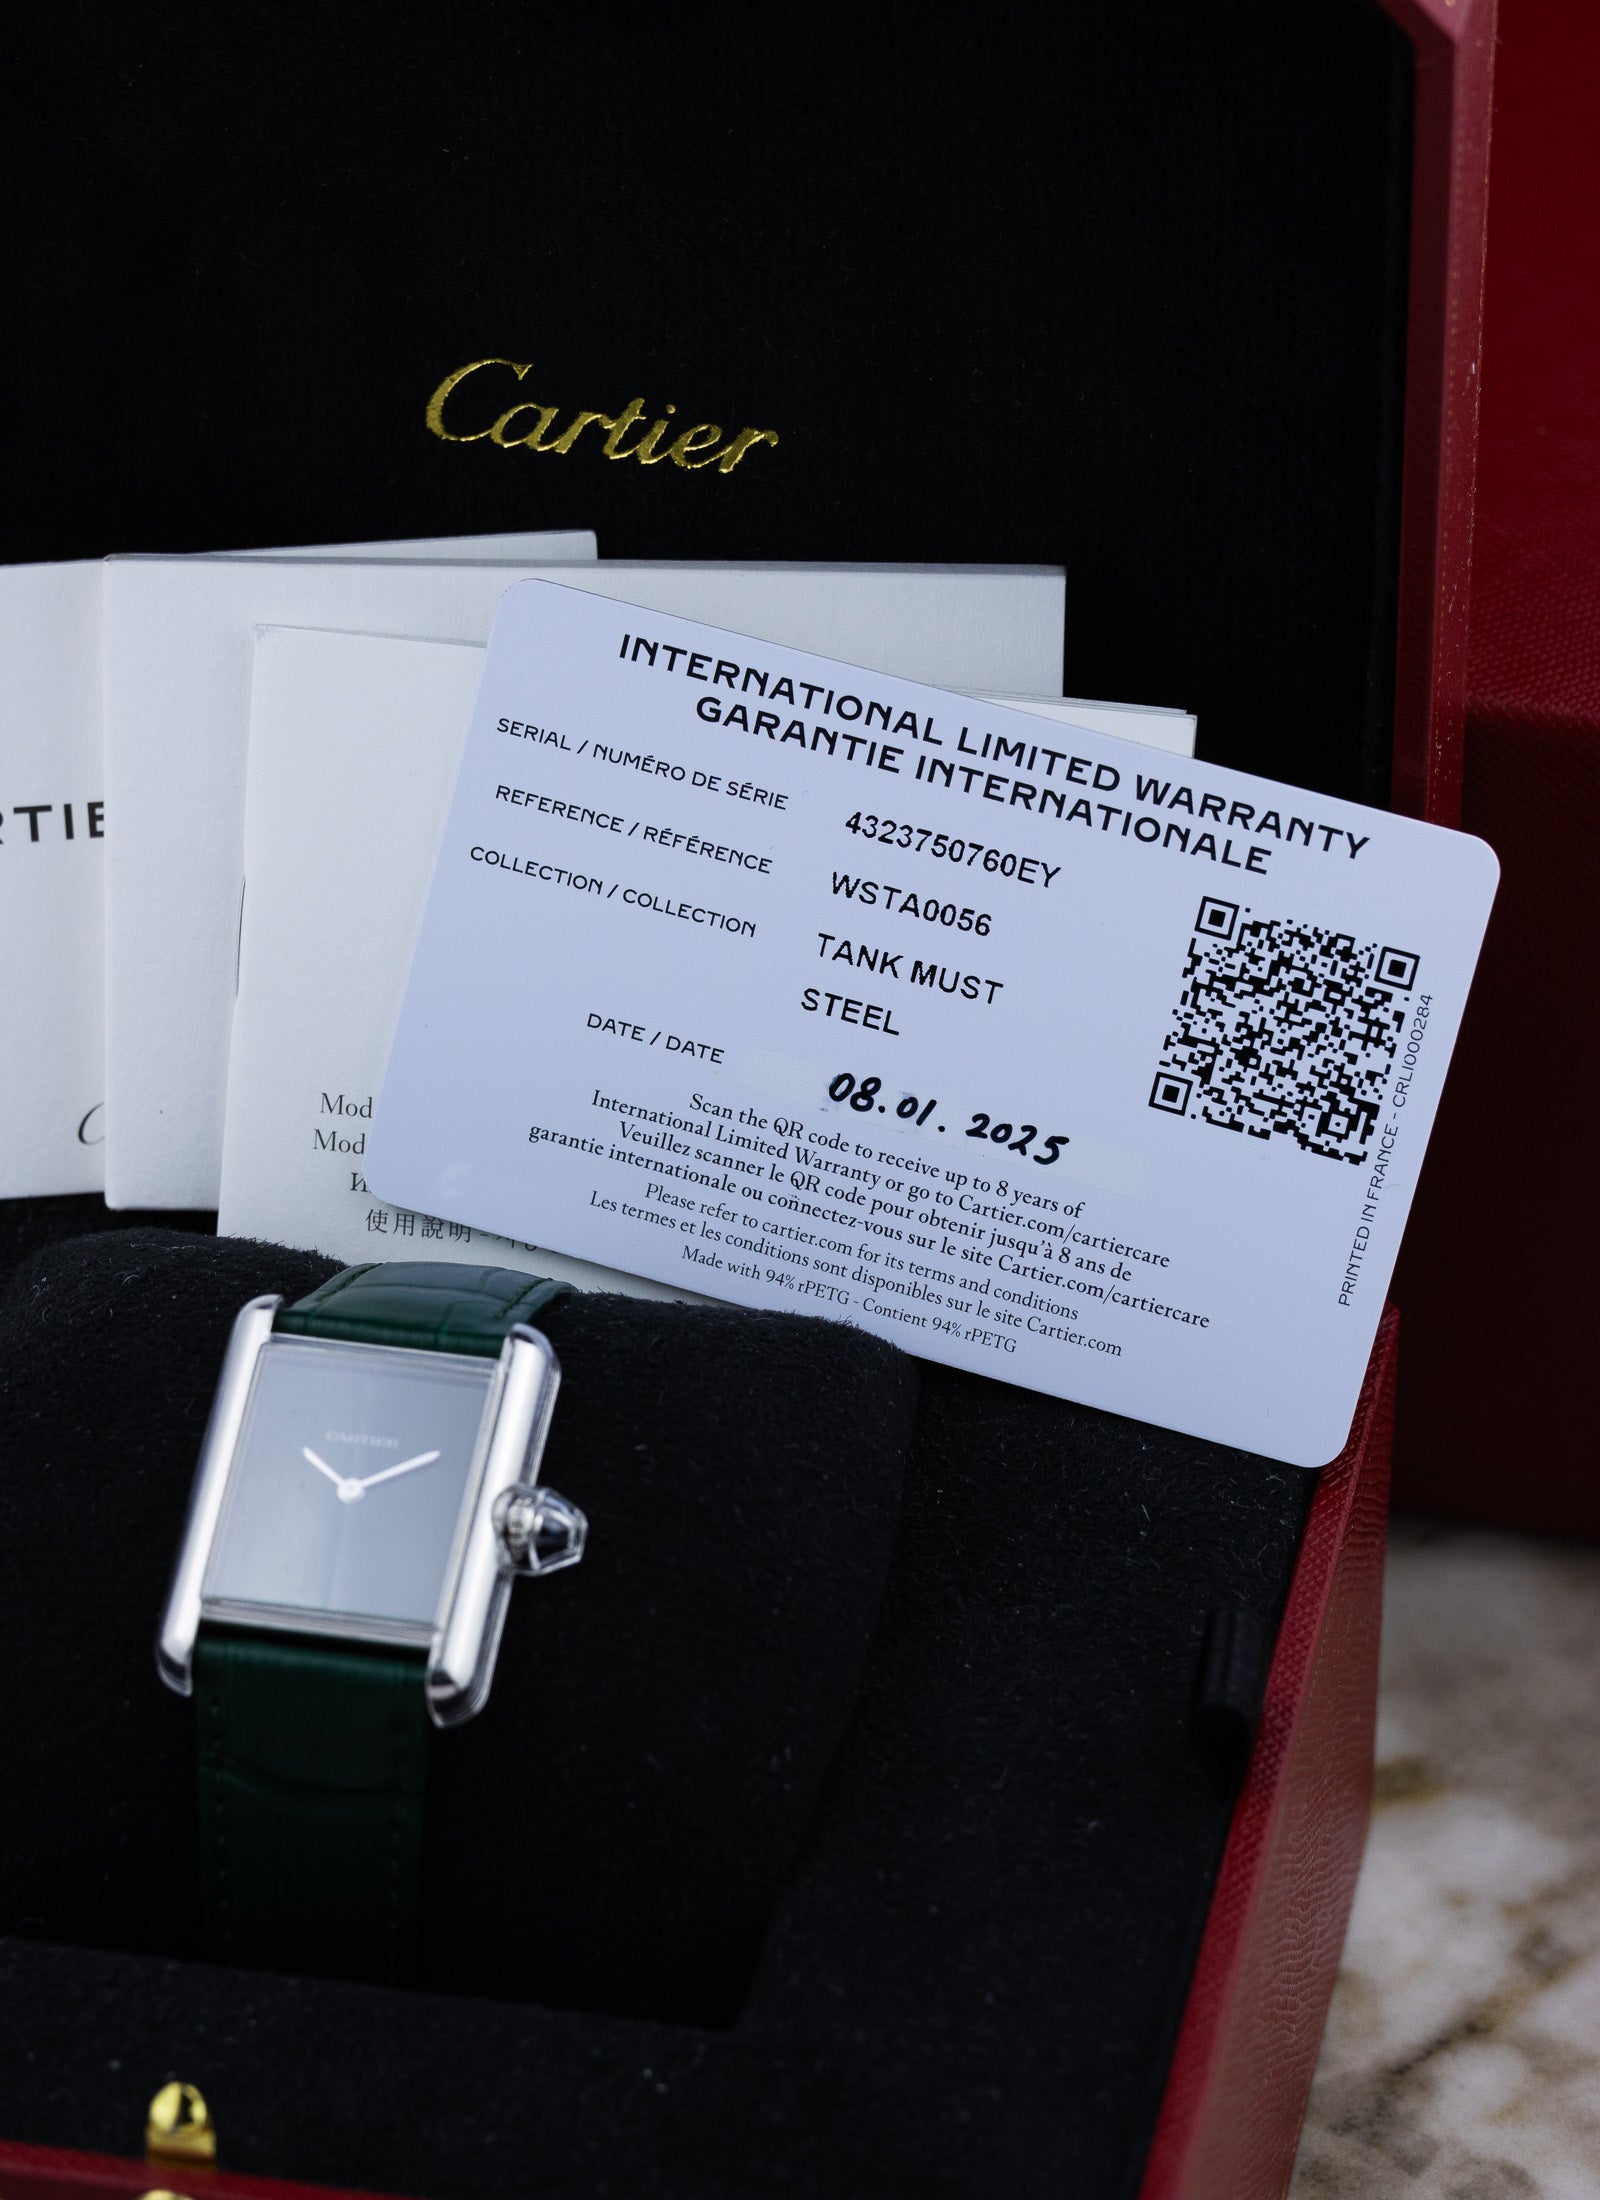 Cartier
INTERNATIONAL LIMITED WARRANTY
GARANTIE INTERNATIONALE
SERIAL / NUMÉRO DE SÉRIE 4323750760EY
REFERENCE / RÉFÉRENCE WSTA0056
COLLECTION / COLLECTION TANK MUST
STEEL
DATE / DATE 08.01.2025
Scan the QR code to receive up to 8 years of
International Limited Warranty or go to Cartier.com/cartiercare
Veuillez scanner le QR code pour obtenir jusqu'à 8 ans de
garantie internationale ou connectez-vous sur le site Cartier.com/cartiercare
Please refer to cartier.com for its terms and conditions
Les termes et les conditions sont disponibles sur le site Cartier.com
Made with 94% rPETG - Contient 94% rPETG
PRINTED IN FRANCE - CRLI000284
RTIE
Mod
Mod
使用説明 -
CARTIER